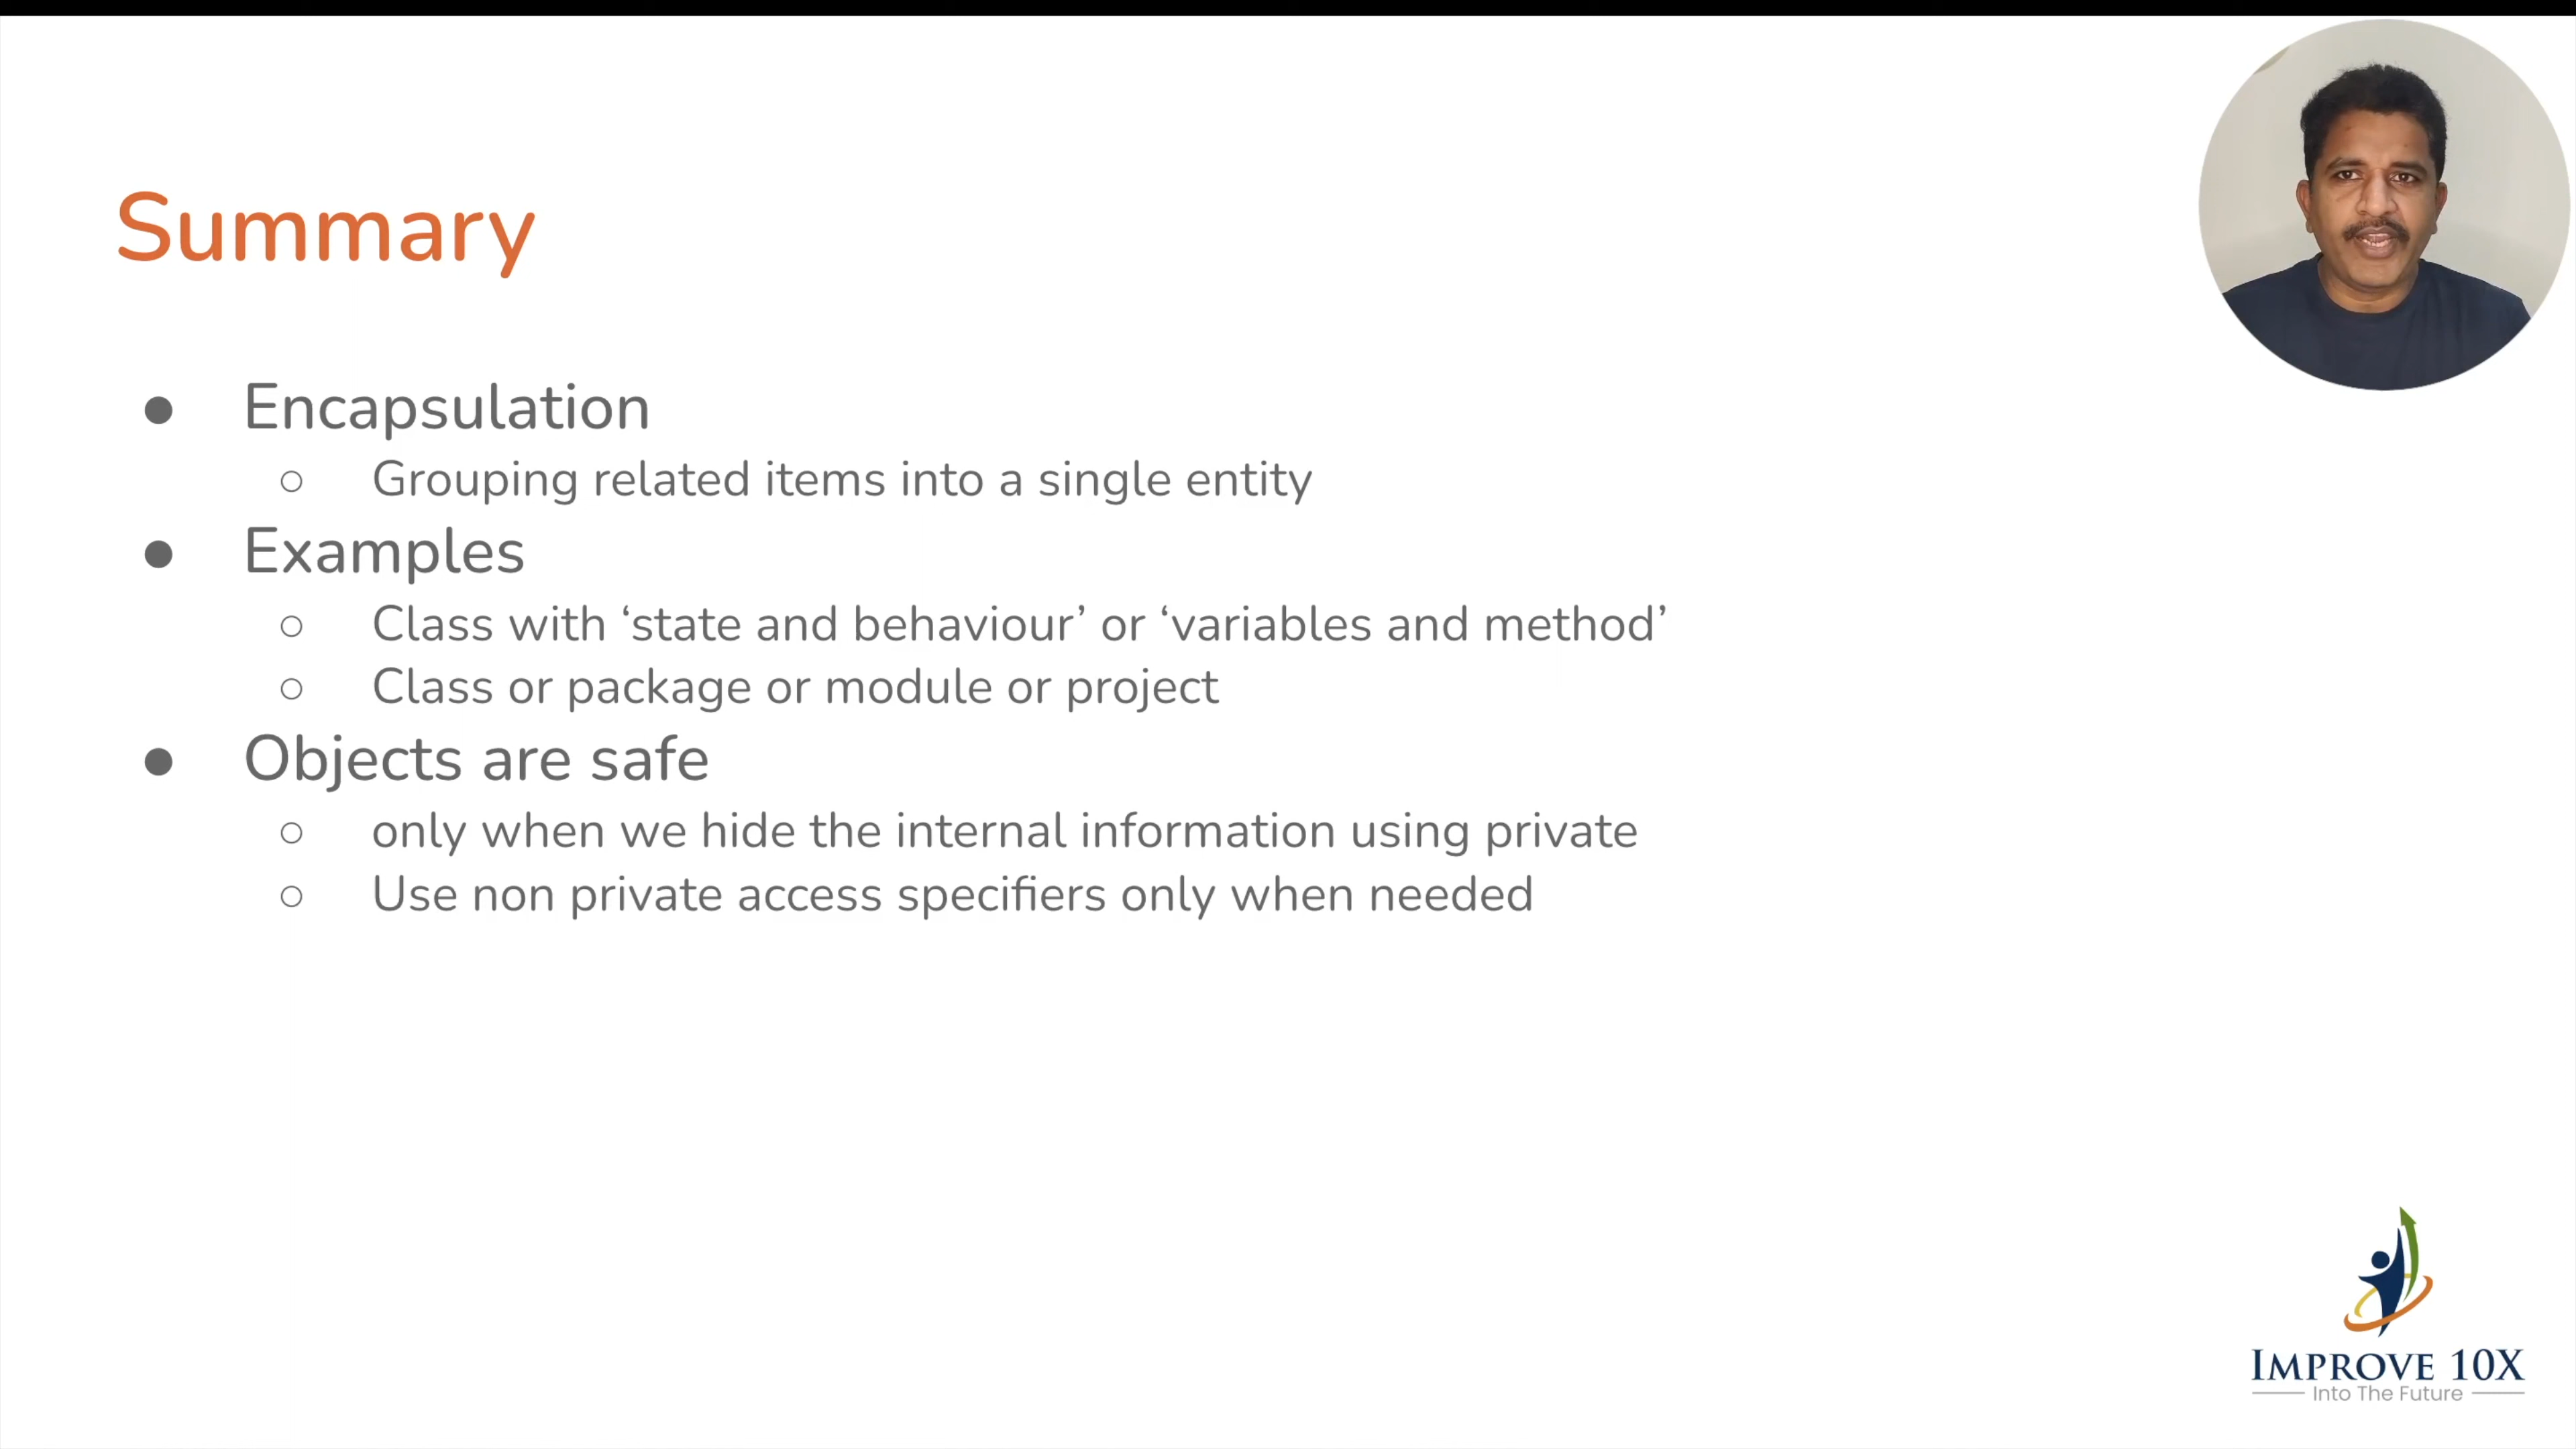 Summary
● Encapsulation
○ Grouping related items into a single entity
● Examples
○ Class with ‘state and behaviour’ or ‘variables and method’
○ Class or package or module or project
● Objects are safe
○ only when we hide the internal information using private
○ Use non private access specifiers only when needed
IMPROVE 10X
Into The Future